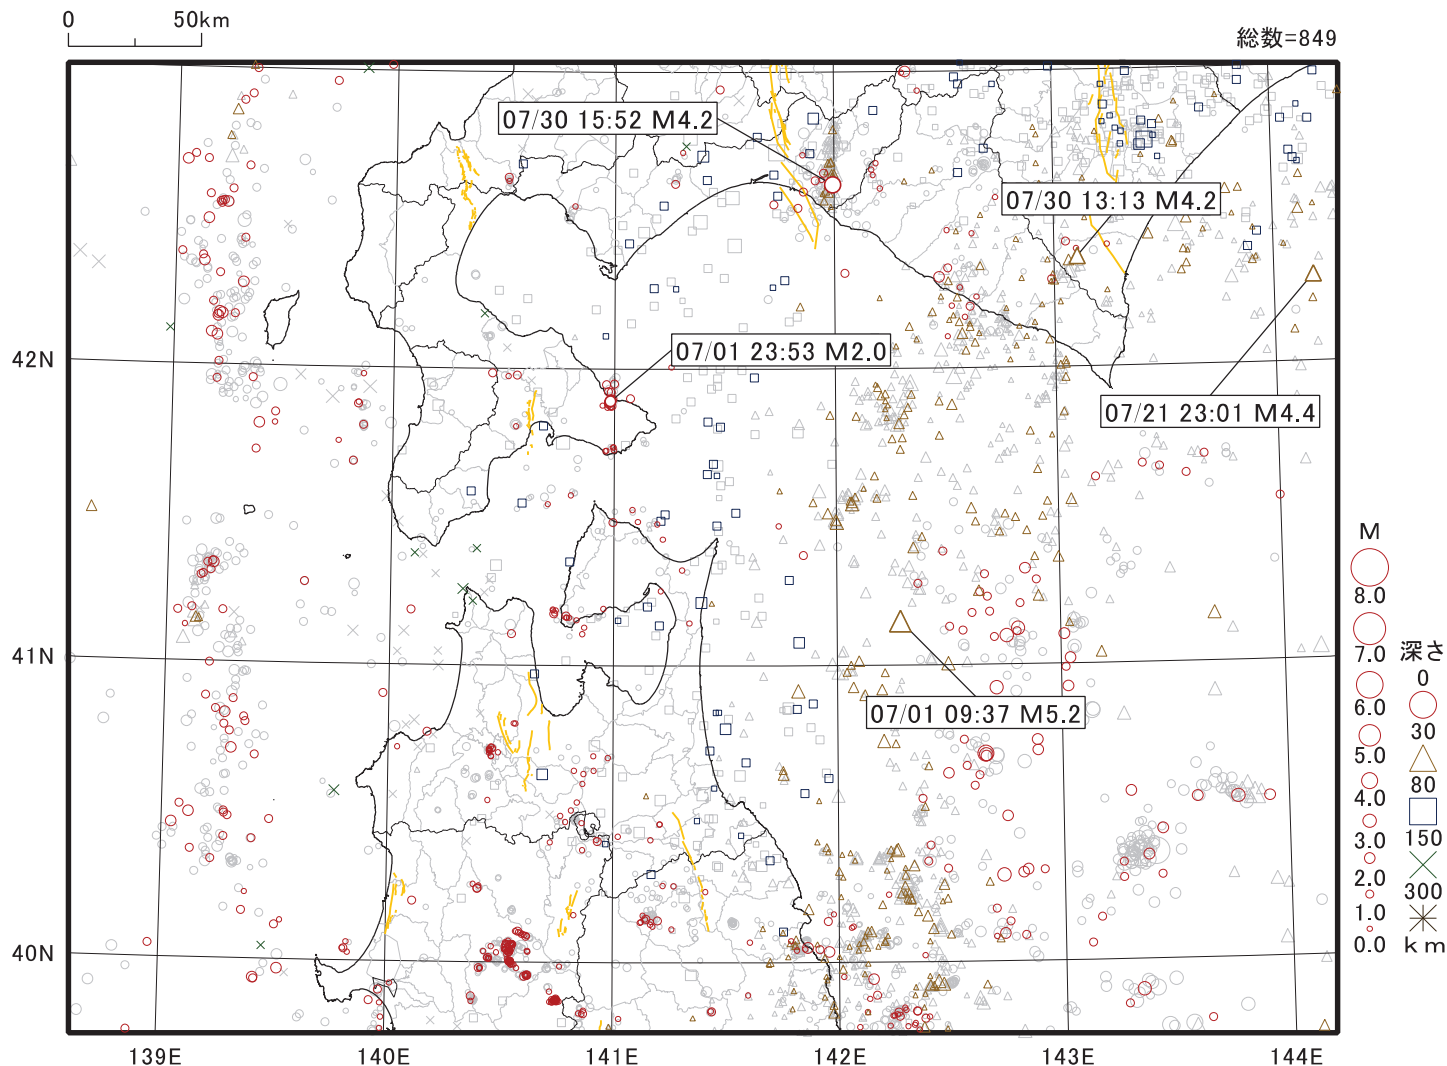 0 50km
総数=849
07/30 15:52 M4.2
07/30 13:13 M4.2
07/01 23:53 M2.0
07/21 23:01 M4.4
07/01 09:37 M5.2
42N
41N
40N
139E 140E 141E 142E 143E 144E
M
8.0
7.0
6.0
5.0
4.0
3.0
2.0
1.0
0.0
深さ
0
30
80
150
300
km